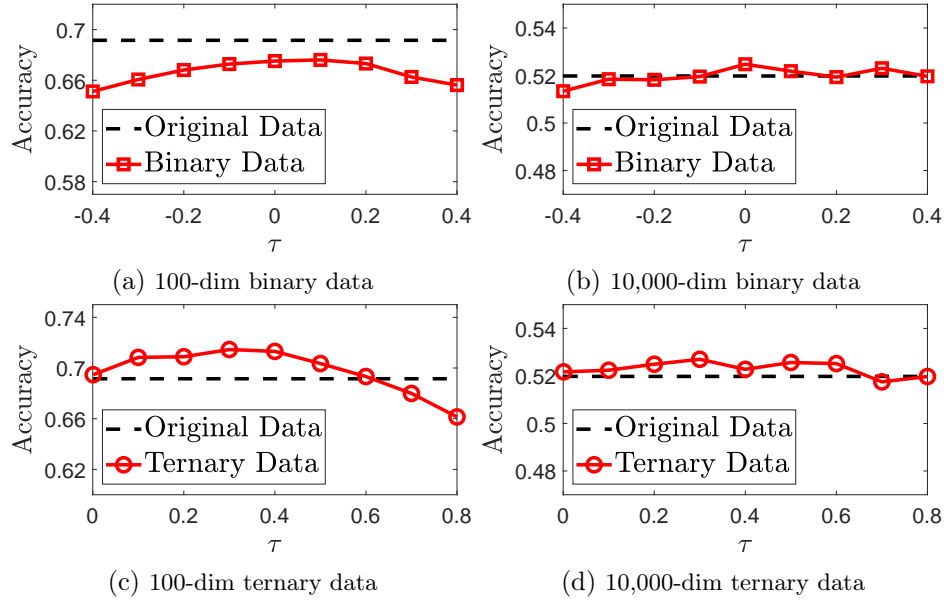 Accuracy
0.7
0.66
0.62
0.58
Original Data
Binary Data
-0.4 -0.2 0 0.2 0.4
τ
(a) 100-dim binary data
Accuracy
0.54
0.52
0.5
0.48
Original Data
Binary Data
-0.4 -0.2 0 0.2 0.4
τ
(b) 10,000-dim binary data
Accuracy
0.74
0.7
0.66
0.62
Original Data
Ternary Data
0 0.2 0.4 0.6 0.8
τ
(c) 100-dim ternary data
Accuracy
0.54
0.52
0.5
0.48
Original Data
Ternary Data
0 0.2 0.4 0.6 0.8
τ
(d) 10,000-dim ternary data